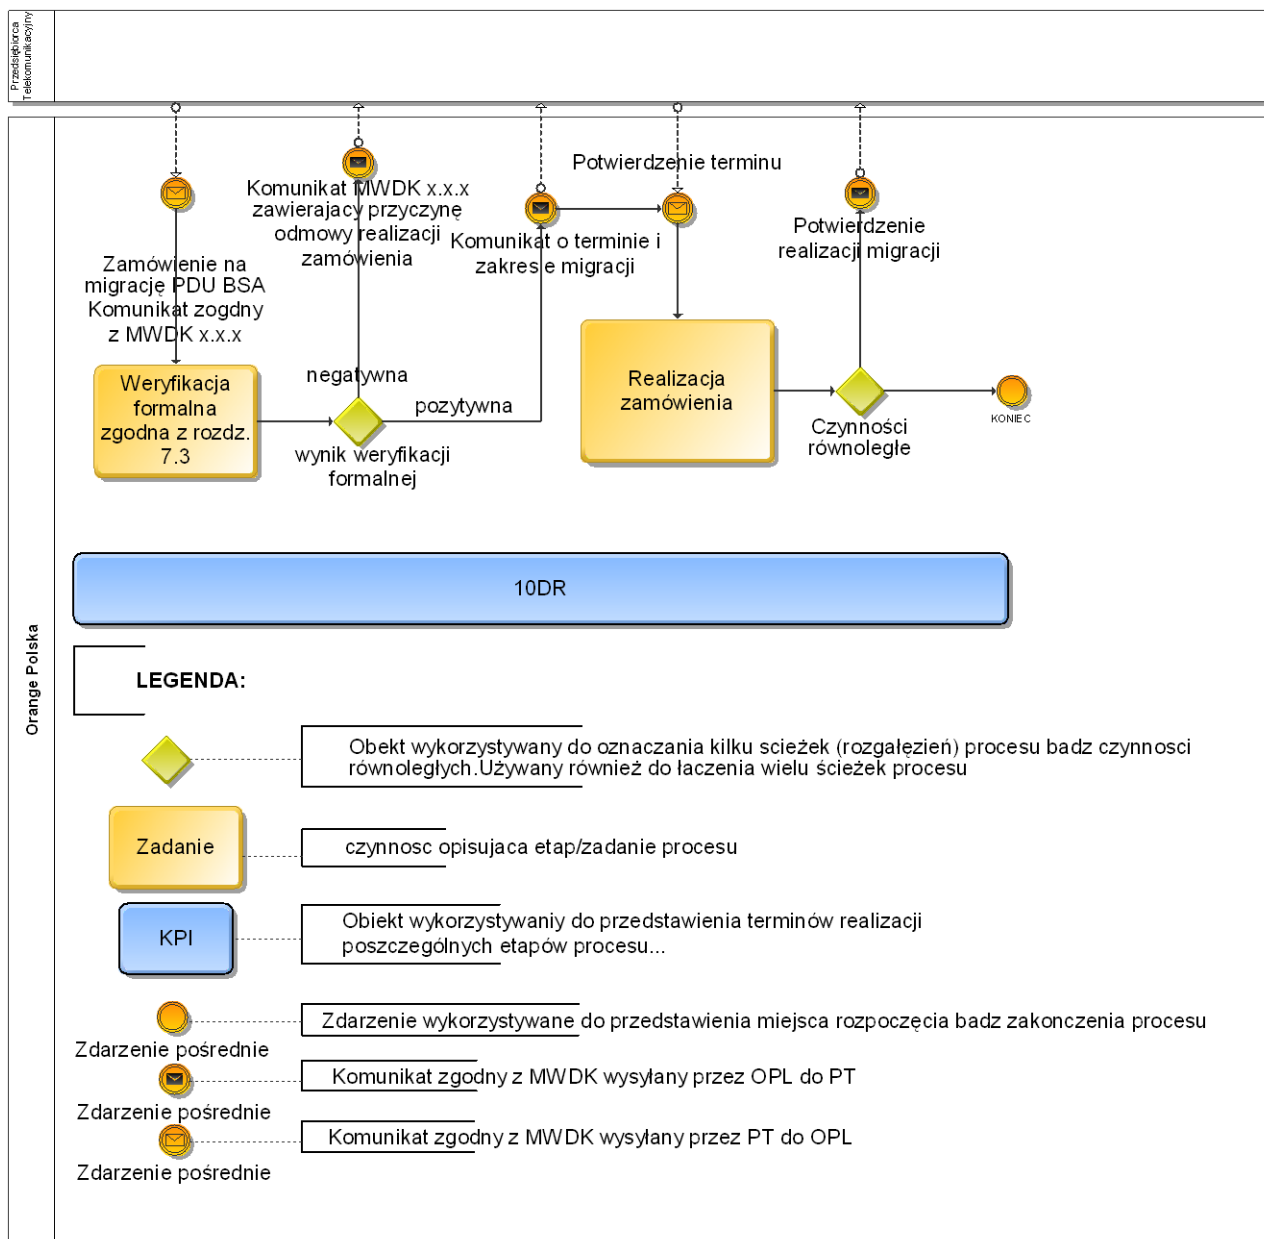 Przedsiębiorca
Telekomunikacyjny
Orange Polska
Zamówienie na
migrację PDU BSA
Komunikat zogdny
z MWDK x.x.x
Komunikat MWDK x.x.x
zawierajacy przyczynę
odmowy realizacji
zamówienia
Komunikat o terminie i
zakresie migracji
Potwierdzenie terminu
Potwierdzenie
realizacji migracji
Weryfikacja
formalna
zgodna z rozdz.
7.3
negatywna
pozytywna
wynik weryfikacji
formalnej
Realizacja
zamówienia
Czynności
równoległe
KONIEC
10DR
LEGENDA:
Obekt wykorzystywany do oznaczania kilku scieżek (rozgałęzień) procesu badz czynnosci
równoległych.Używany również do łaczenia wielu ścieżek procesu
Zadanie
czynnosc opisujaca etap/zadanie procesu
KPI
Obiekt wykorzystywaniy do przedstawienia terminów realizacji
poszczególnych etapów procesu...
Zdarzenie wykorzystywane do przedstawienia miejsca rozpoczęcia badz zakonczenia procesu
Zdarzenie pośrednie
Komunikat zgodny z MWDK wysyłany przez OPL do PT
Zdarzenie pośrednie
Komunikat zgodny z MWDK wysyłany przez PT do OPL
Zdarzenie pośrednie